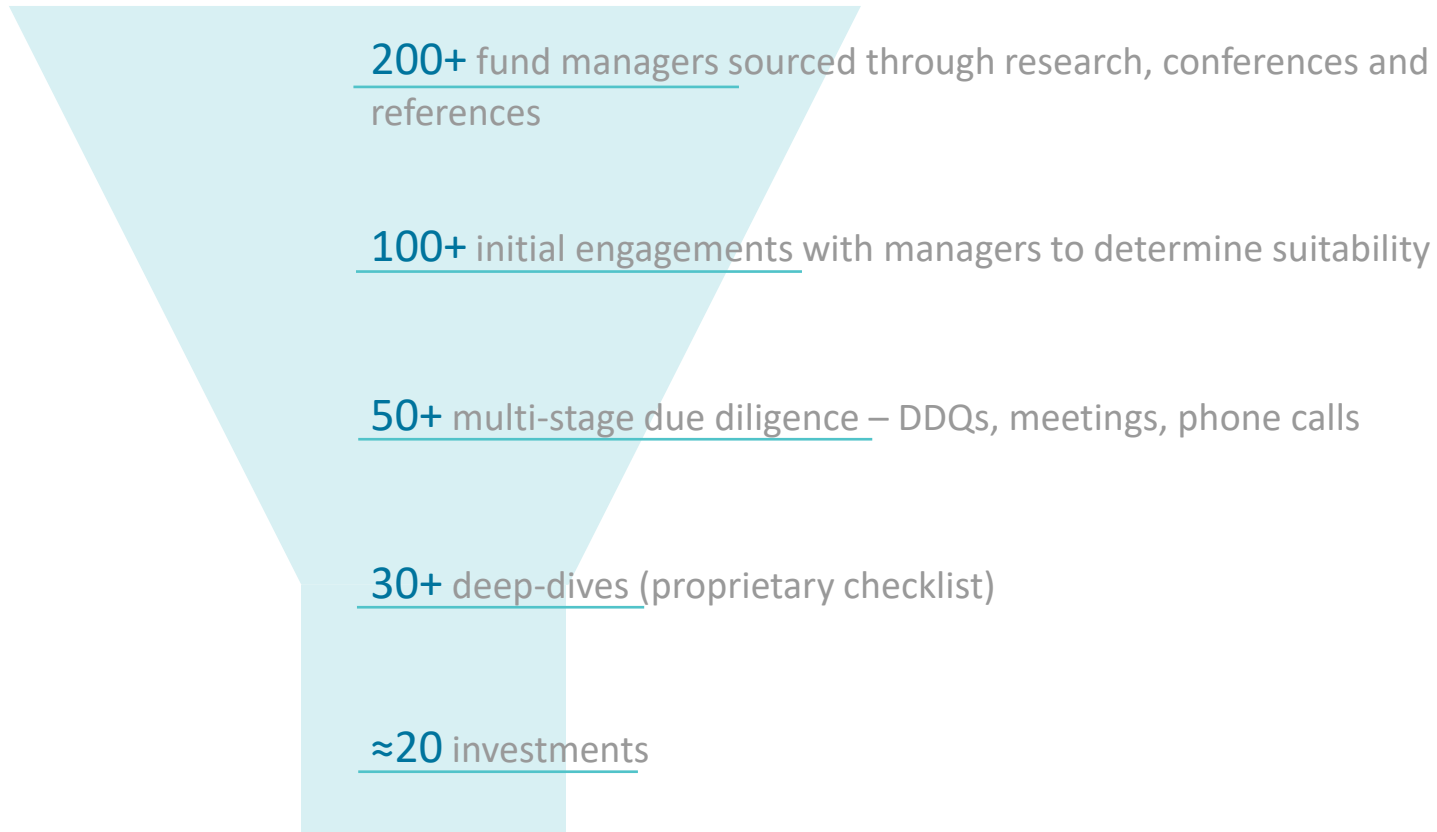 200+ fund managers sourced through research, conferences and
references
100+ initial engagements with managers to determine suitability
50+ multi-stage due diligence – DDQs, meetings, phone calls
30+ deep-dives (proprietary checklist)
≈20 investments